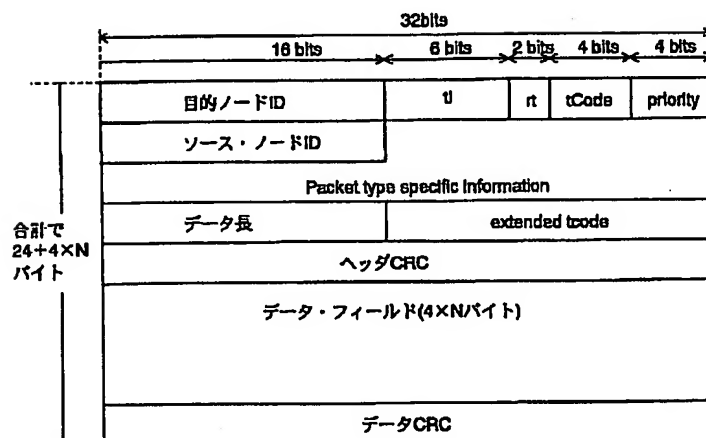 32bits
16 bits
6 bits
2 bits
4 bits
4 bits
目的ノードID
tl
rt
tCode
priority
ソース・ノードID
Packet type specific Information
データ長
extended tcode
ヘッダCRC
合計で
24+4×N
バイト
データ・フィールド(4×Nバイト)
データCRC